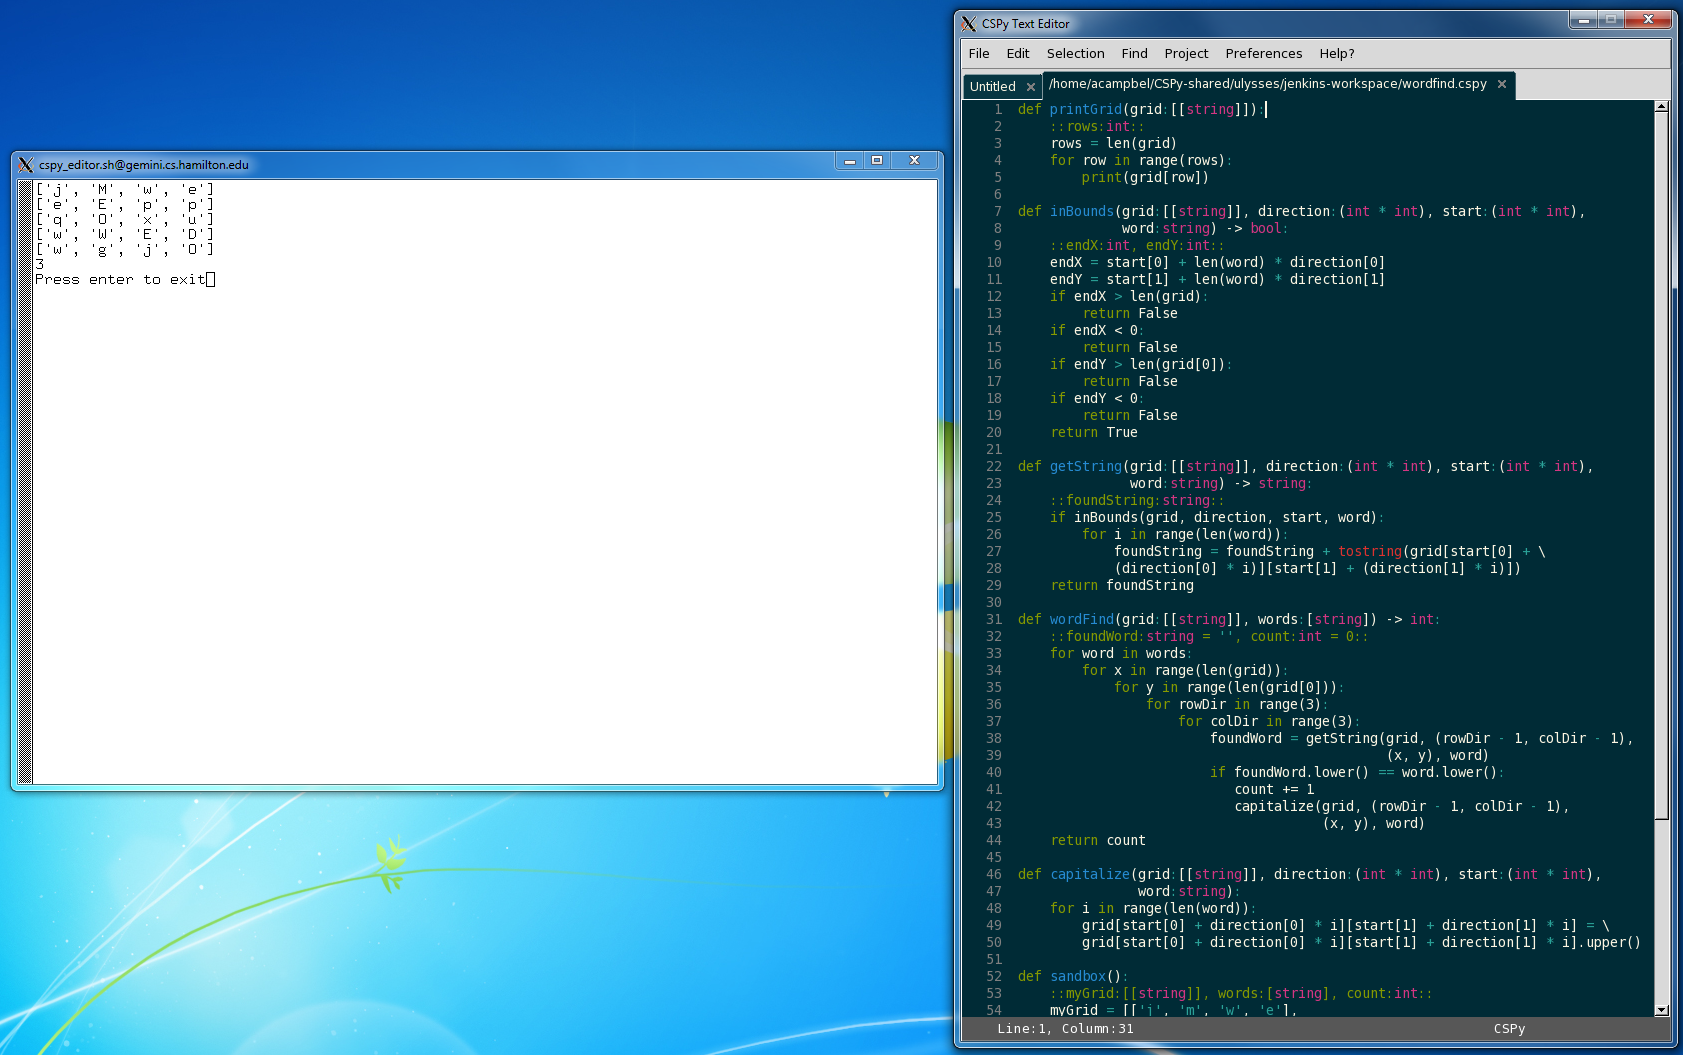 cspy_editor.sh@gemini.cs.hamilton.edu
['j', 'M', 'w', 'e']
['e', 'E', 'p', 'p']
['q', 'O', 'x', 'u']
['w', 'W', 'E', 'D']
['w', 'g', 'j', 'O']
3
Press enter to exit
CSPy Text Editor
File Edit Selection Find Project Preferences Help?
Untitled /home/acampbel/CSPy-shared/ulysses/jenkins-workspace/wordfind.cspy
1 def printGrid(grid:[[string]]):
2     ::rows:int::
3     rows = len(grid)
4     for row in range(rows):
5         print(grid[row])
6
7 def inBounds(grid:[[string]], direction:(int * int), start:(int * int),
8              word:string) -> bool:
9     ::endX:int, endY:int::
10     endX = start[0] + len(word) * direction[0]
11     endY = start[1] + len(word) * direction[1]
12     if endX > len(grid):
13         return False
14     if endX < 0:
15         return False
16     if endY > len(grid[0]):
17         return False
18     if endY < 0:
19         return False
20     return True
21
22 def getString(grid:[[string]], direction:(int * int), start:(int * int),
23               word:string) -> string:
24     ::foundString:string::
25     if inBounds(grid, direction, start, word):
26         for i in range(len(word)):
27             foundString = foundString + tostring(grid[start[0] + \
28             (direction[0] * i)][start[1] + (direction[1] * i)])
29     return foundString
30
31 def wordFind(grid:[[string]], words:[string]) -> int:
32     ::foundWord:string = '', count:int = 0::
33     for word in words:
34         for x in range(len(grid)):
35             for y in range(len(grid[0])):
36                 for rowDir in range(3):
37                     for colDir in range(3):
38                         foundWord = getString(grid, (rowDir - 1, colDir - 1),
39                                               (x, y), word)
40                         if foundWord.lower() == word.lower():
41                            count += 1
42                            capitalize(grid, (rowDir - 1, colDir - 1),
43                                       (x, y), word)
44     return count
45
46 def capitalize(grid:[[string]], direction:(int * int), start:(int * int),
47                word:string):
48     for i in range(len(word)):
49         grid[start[0] + direction[0] * i][start[1] + direction[1] * i] = \
50         grid[start[0] + direction[0] * i][start[1] + direction[1] * i].upper()
51
52 def sandbox():
53     ::myGrid:[[string]], words:[string], count:int::
54     myGrid = [['j', 'm', 'w', 'e'],
Line:1, Column:31 CSPy